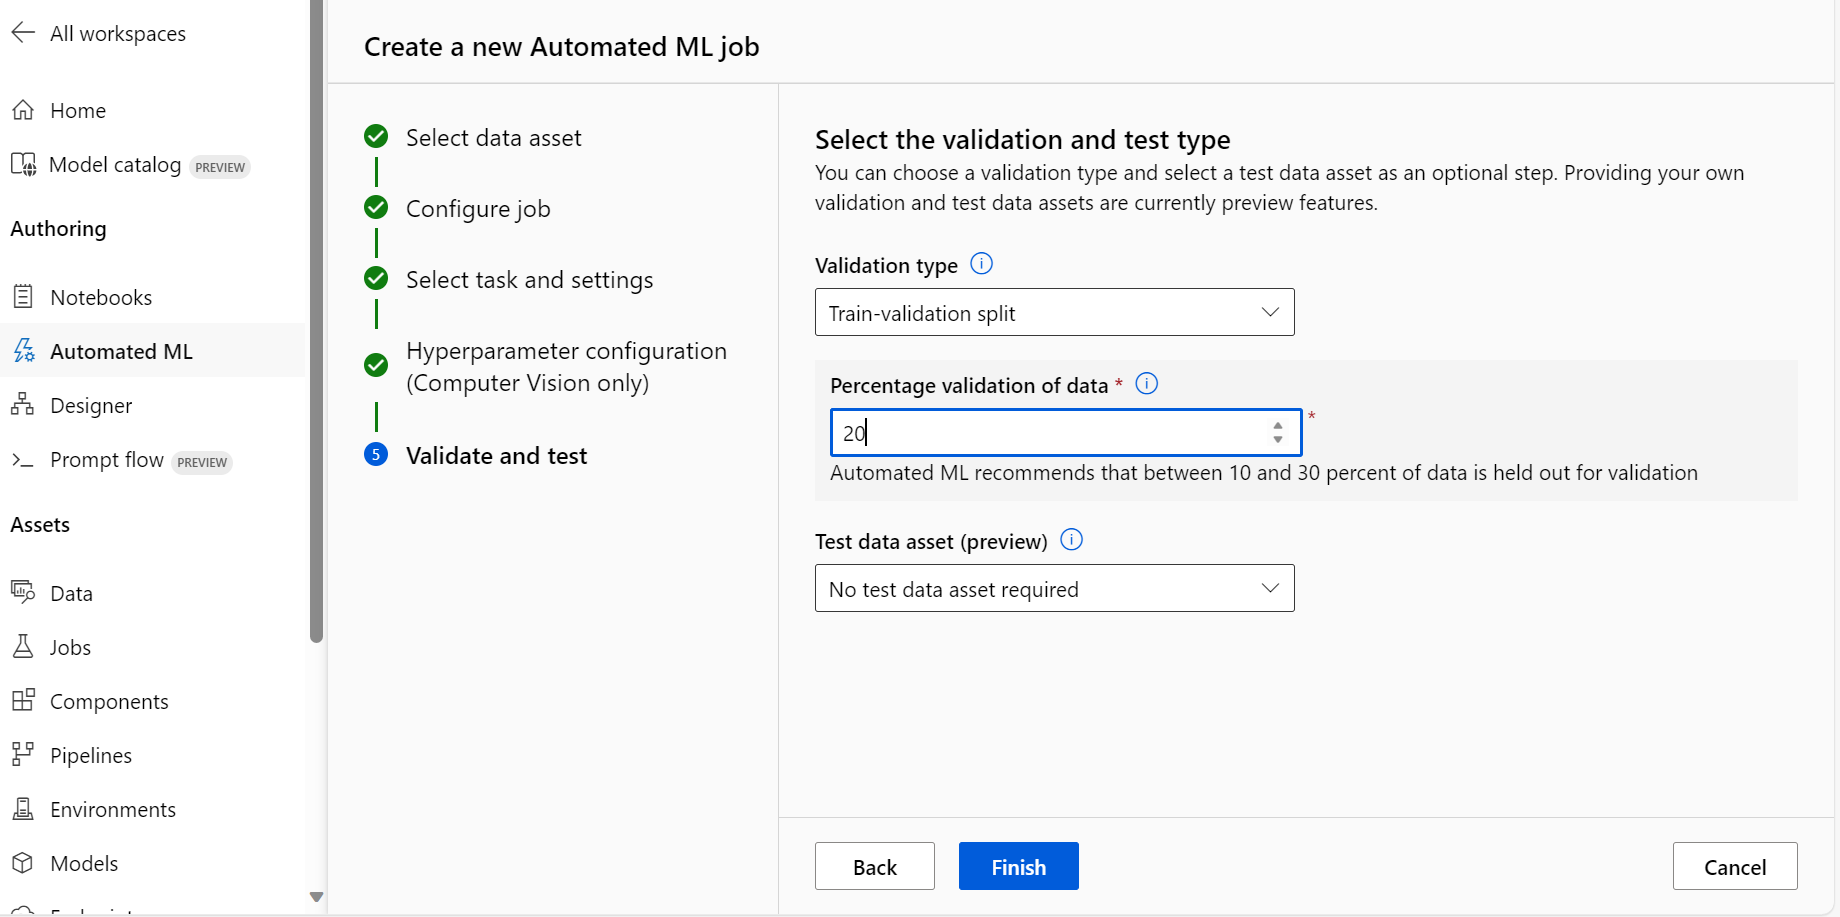 All workspaces
Home
Model catalog PREVIEW
Authoring
Notebooks
Automated ML
Designer
Prompt flow PREVIEW
Assets
Data
Jobs
Components
Pipelines
Environments
Models
Create a new Automated ML job
Select data asset
Configure job
Select task and settings
Hyperparameter configuration
(Computer Vision only)
5 Validate and test
Select the validation and test type
You can choose a validation type and select a test data asset as an optional step. Providing your own
validation and test data assets are currently preview features.
Validation type
Train-validation split
Percentage validation of data *
20 *
Automated ML recommends that between 10 and 30 percent of data is held out for validation
Test data asset (preview)
No test data asset required
Back Finish Cancel